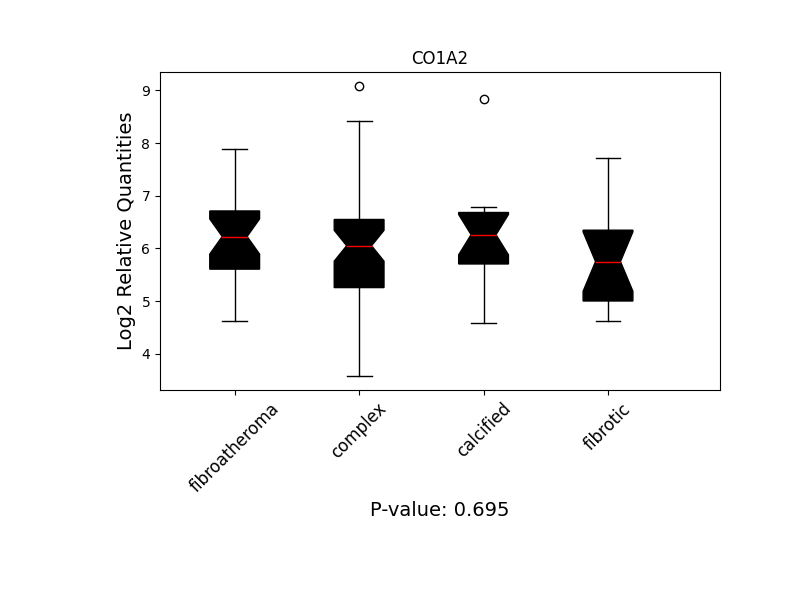 CO1A2
Log2 Relative Quantities
9
8
7
6
5
4
fibroatheroma
complex
calcified
fibrotic
P-value: 0.695